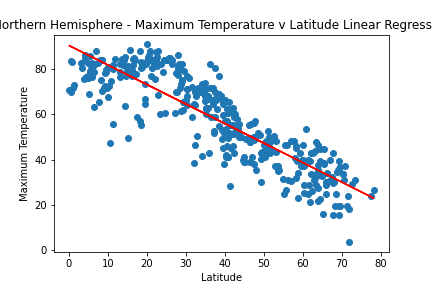 orthern Hemisphere - Maximum Temperature v Latitude Linear Regress
Maximum Temperature
80
60
40
20
0
0 10 20 30 40 50 60 70 80
Latitude